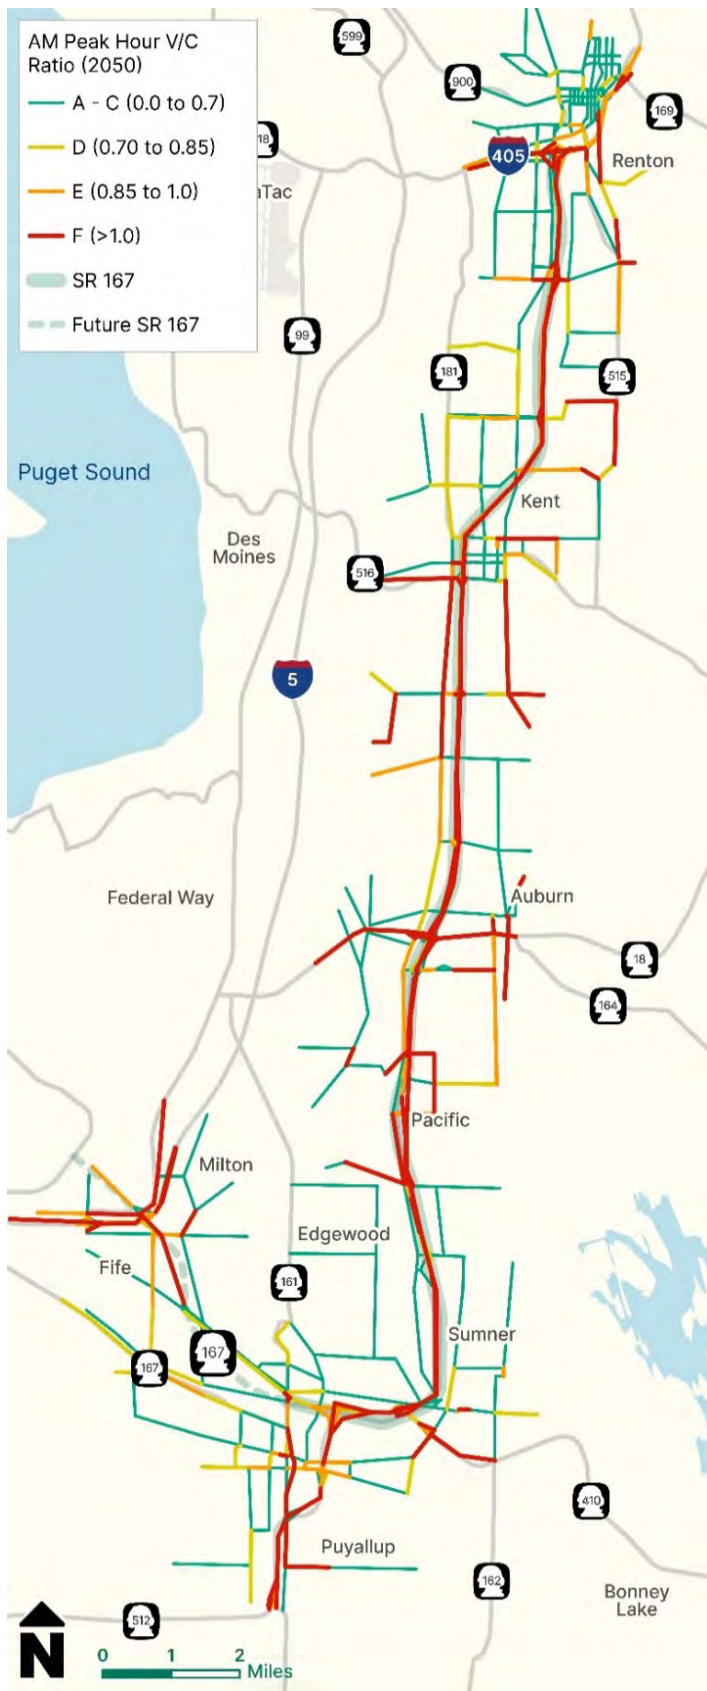 AM Peak Hour V/C
Ratio (2050)
A - C (0.0 to 0.7)
D (0.70 to 0.85)
E (0.85 to 1.0)
F (>1.0)
SR 167
Future SR 167
599
900
169
18
405
Renton
aTac
99
181
515
Puget Sound
Kent
Des
Moines
516
5
Federal Way
Auburn
18
164
Pacific
Milton
Edgewood
Fife
161
Sumner
167
167
410
Puyallup
162
Bonney
Lake
512
N
0 1 2
Miles